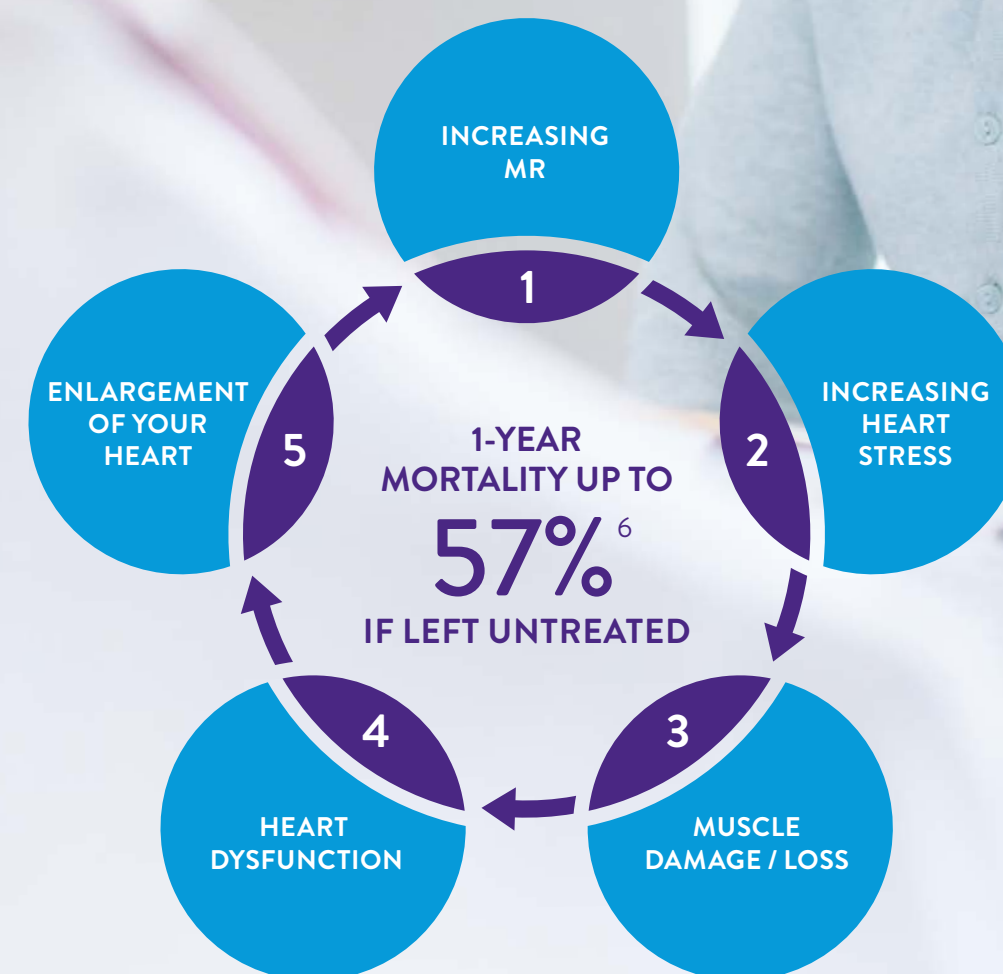 INCREASING
MR
1
INCREASING
HEART
STRESS
2
MUSCLE
DAMAGE / LOSS
3
HEART
DYSFUNCTION
4
ENLARGEMENT
OF YOUR
HEART
5
1-YEAR
MORTALITY UP TO
57% 6
IF LEFT UNTREATED